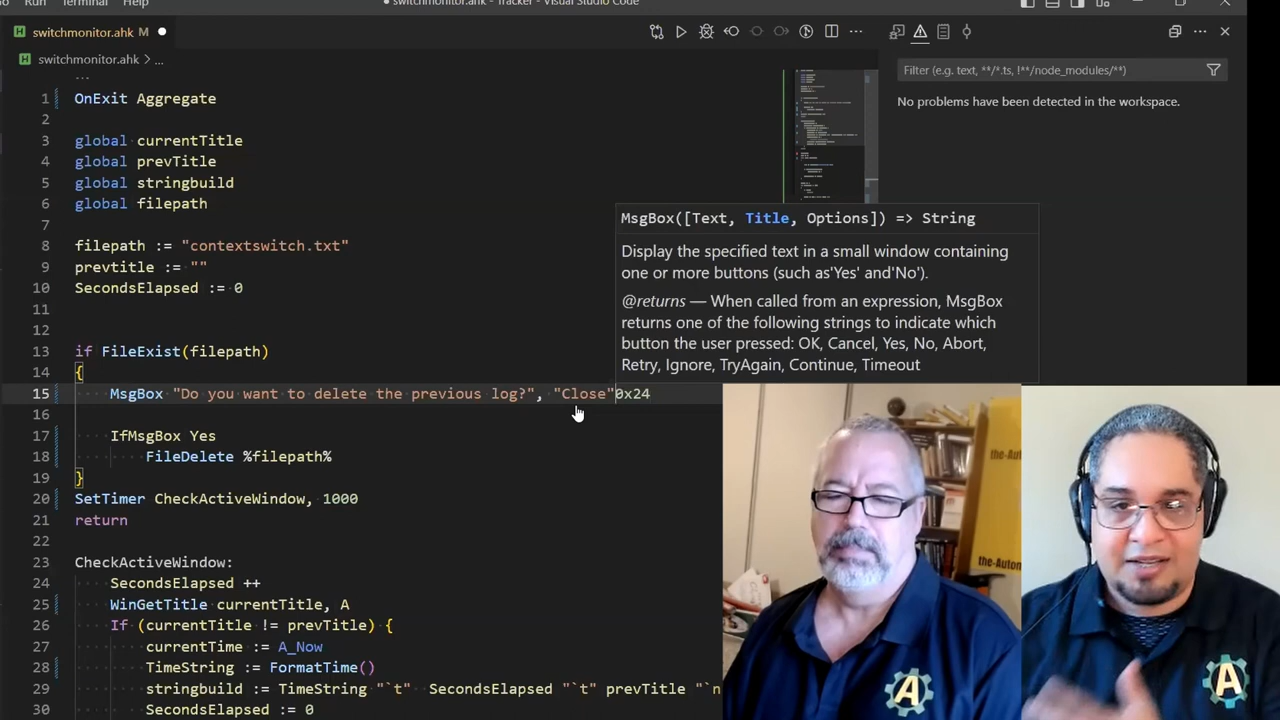 Run Terminal
switchmonitor.ahk - Tracker - Visual Studio Code
switchmonitor.ahk M
switchmonitor.ahk > ...
1 OnExit Aggregate
2
3 global currentTitle
4 global prevTitle
5 global stringbuild
6 global filepath
7
8 filepath := "contextswitch.txt"
9 prevtitle := ""
10 SecondsElapsed := 0
11
12
13 if FileExist(filepath)
14 {
15 MsgBox "Do you want to delete the previous log?", "Close"0x24
16
17 IfMsgBox Yes
18 FileDelete %filepath%
19 }
20 SetTimer CheckActiveWindow, 1000
21 return
22
23 CheckActiveWindow:
24 SecondsElapsed ++
25 WinGetTitle currentTitle, A
26 If (currentTitle != prevTitle) {
27 currentTime := A_Now
28 TimeString := FormatTime()
29 stringbuild := TimeString "`t" SecondsElapsed "`t" prevTitle "`n
30 SecondsElapsed := 0
MsgBox([Text, Title, Options]) => String
Display the specified text in a small window containing
one or more buttons (such as'Yes' and'No').
@returns — When called from an expression, MsgBox
returns one of the following strings to indicate which
button the user pressed: OK, Cancel, Yes, No, Abort,
Retry, Ignore, TryAgain, Continue, Timeout
Filter (e.g. text, **/*.ts, !**/node_modules/**)
No problems have been detected in the workspace.
the-Autom
A
A